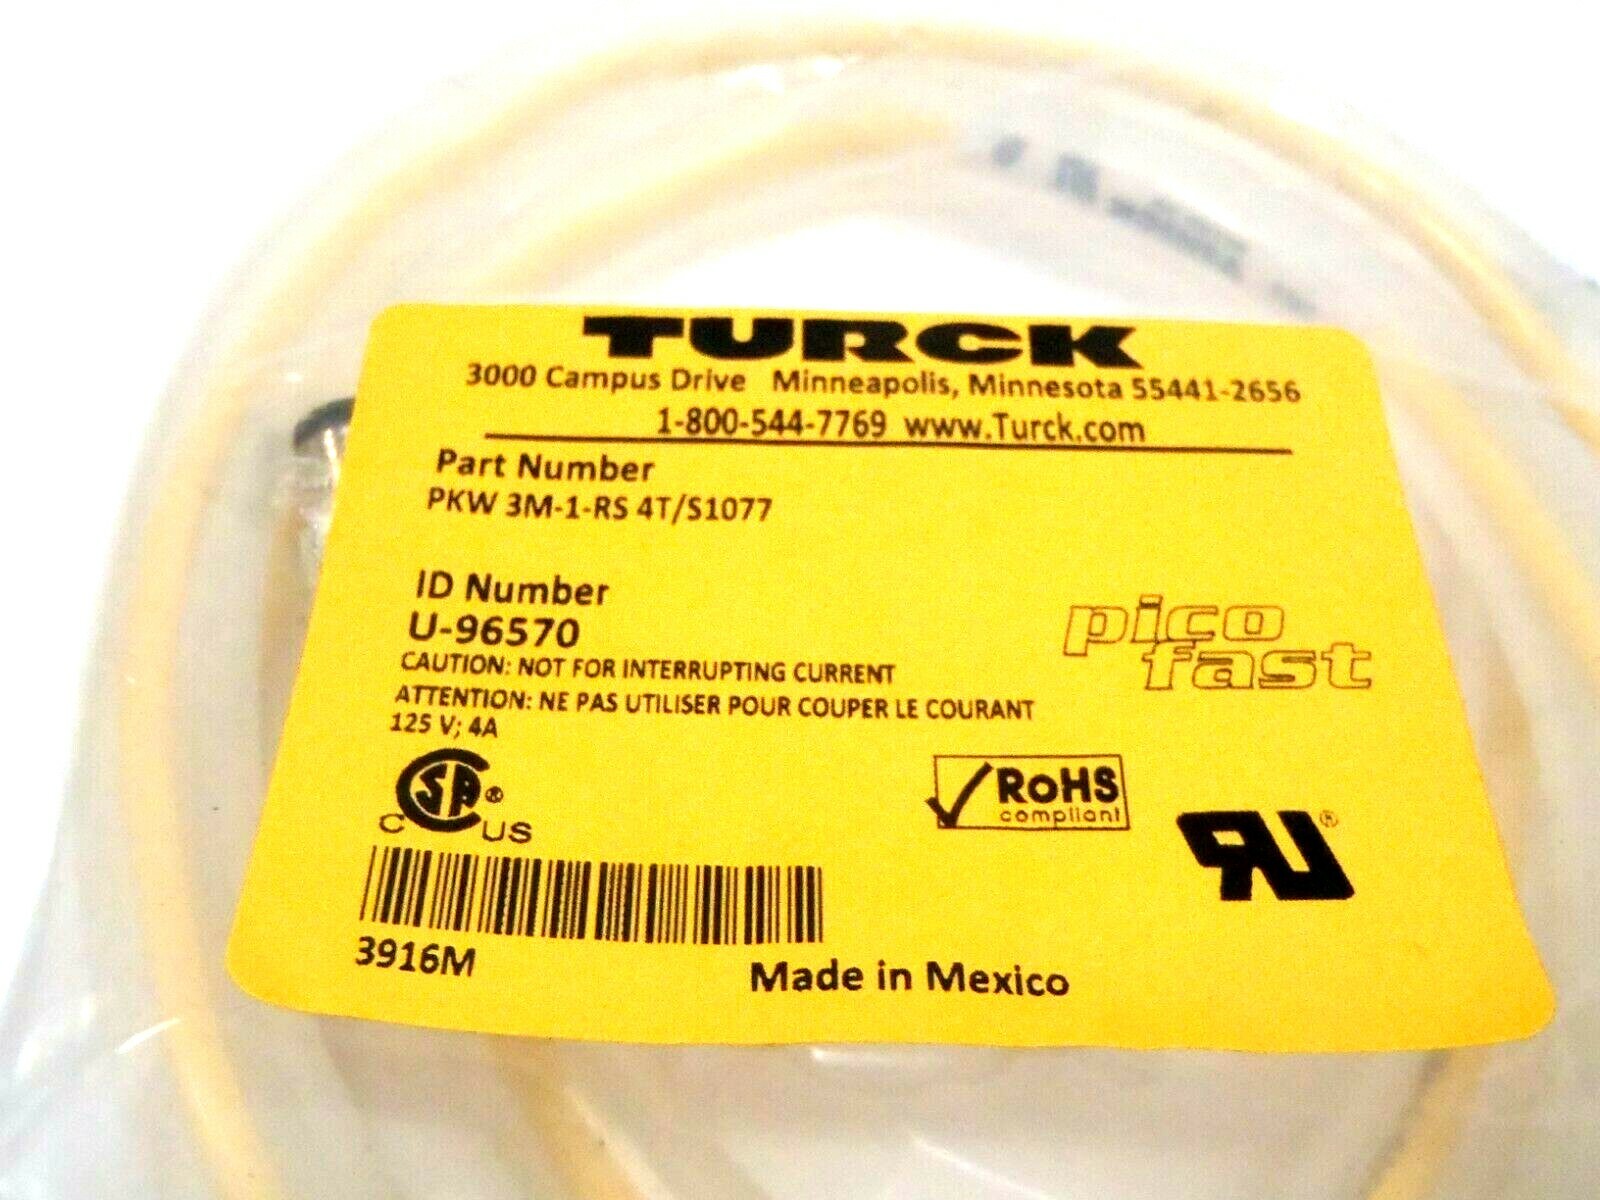 TURCK
3000 Campus Drive Minneapolis, Minnesota 55441-2656
1-800-544-7769 www.Turck.com
Part Number
PKW 3M-1-RS 4T/S1077
ID Number
U-96570
CAUTION: NOT FOR INTERRUPTING CURRENT
ATTENTION: NE PAS UTILISER POUR COUPER LE COURANT
125 V; 4A
pico
fast
C SA ® C US
RoHS
compliant
RU ®
3916M
Made in Mexico